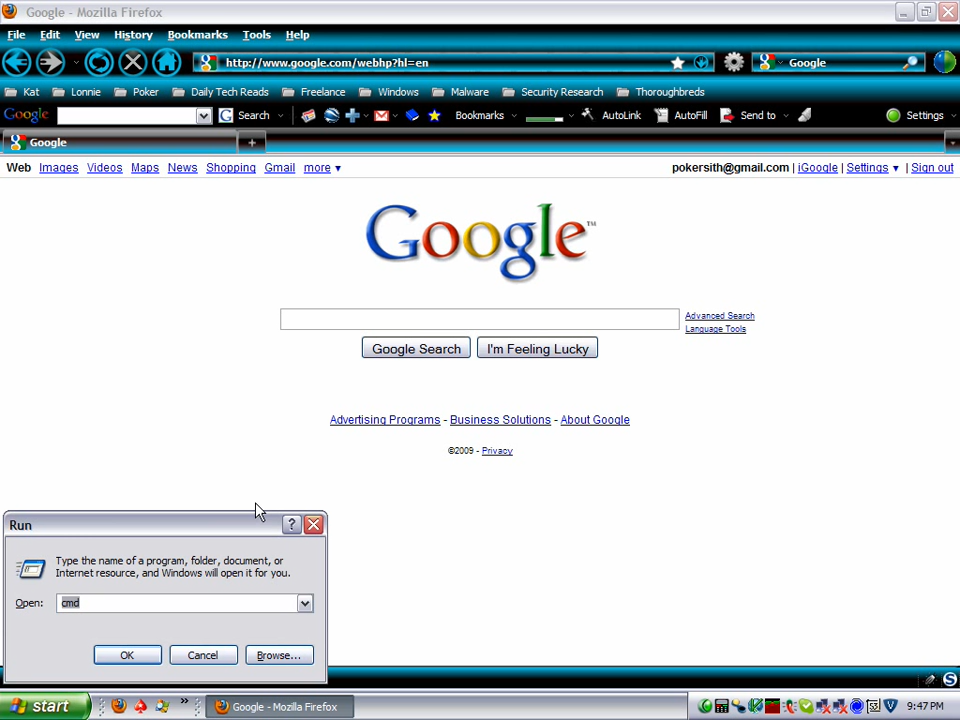 Google - Mozilla Firefox
File Edit View History Bookmarks Tools Help
http://www.google.com/webhp?hl=en Google
Kat Lonnie Poker Daily Tech Reads Freelance Windows Malware Security Research Thoroughbreds
Google G Search Bookmarks AutoLink AutoFill Send to Settings
Google +
Web Images Videos Maps News Shopping Gmail more ▼ pokersith@gmail.com | iGoogle | Settings ▼ | Sign out
Google™
Advanced Search
Language Tools
Google Search I'm Feeling Lucky
Advertising Programs - Business Solutions - About Google
©2009 - Privacy
Run ?
Type the name of a program, folder, document, or
Internet resource, and Windows will open it for you.
Open: cmd
OK Cancel Browse...
start » Google - Mozilla Firefox 9:47 PM